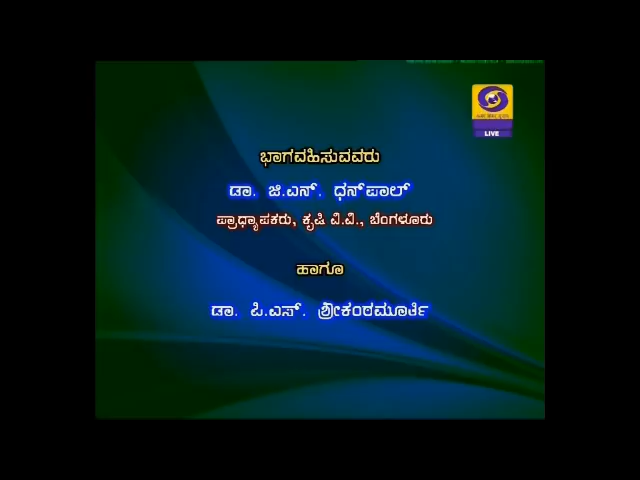 LIVE
ಭಾಗವಹಿಸುವವರು
ಡಾ. ಜಿ.ಎನ್. ಧನ್‌ಪಾಲ್
ಪ್ರಾಧ್ಯಾಪಕರು, ಕೃಷಿ ವಿ.ವಿ., ಬೆಂಗಳೂರು
ಹಾಗೂ
ಡಾ. ಪಿ.ಎಸ್. ಶ್ರೀಕಂಠಮೂರ್ತಿ